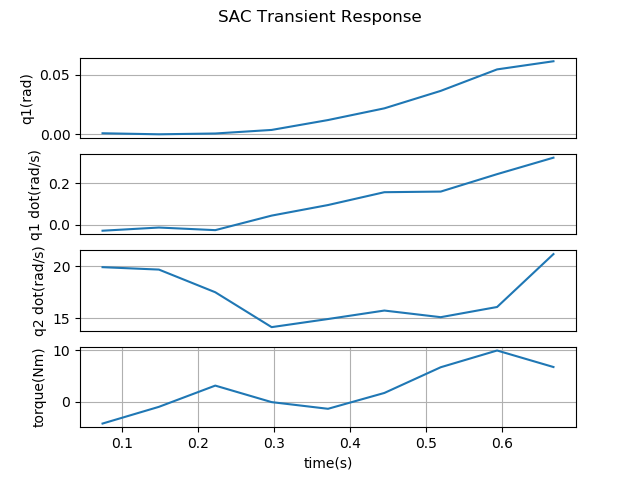 SAC Transient Response
q1(rad)
0.05
0.00
q1 dot(rad/s)
0.2
0.0
q2 dot(rad/s)
20
15
torque(Nm)
10
0
0.1 0.2 0.3 0.4 0.5 0.6
time(s)